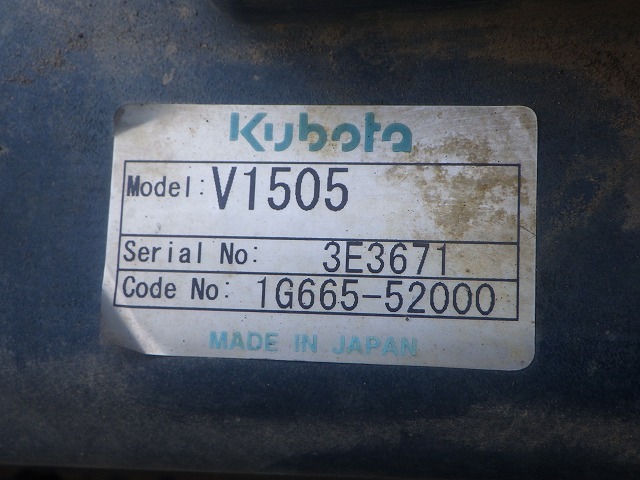 Kubota
Model: V1505
Serial No: 3E3671
Code No: 1G665-52000
MADE IN JAPAN